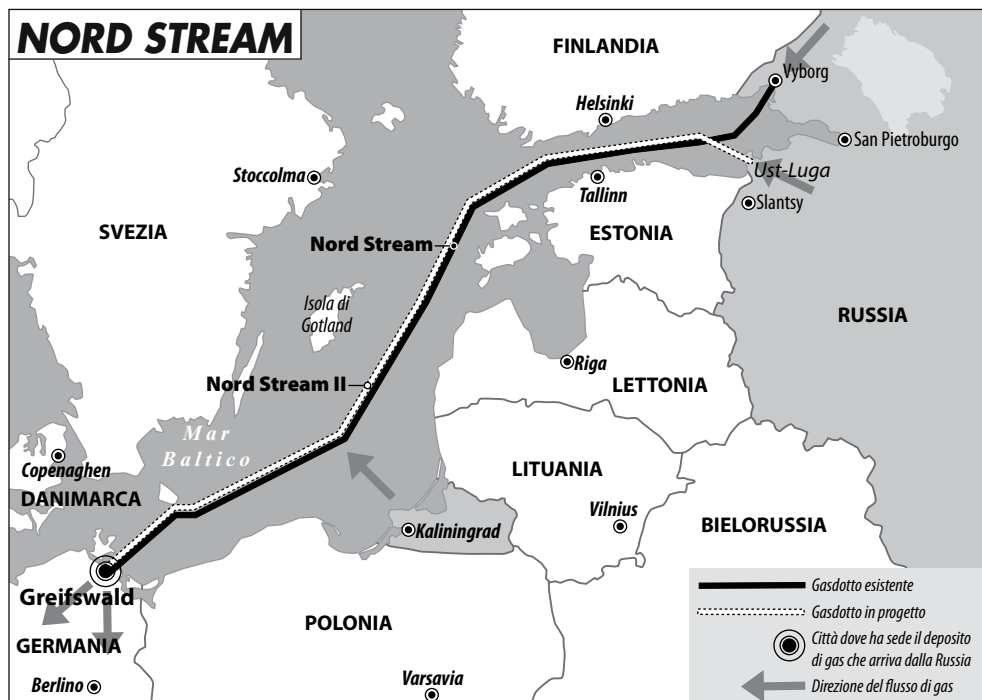 NORD STREAM
FINLANDIA
Vyborg
Helsinki
San Pietroburgo
Stoccolma
Tallinn
Ust-Luga
Slantsy
SVEZIA
Nord Stream
ESTONIA
Isola di
Gotland
RUSSIA
Riga
Nord Stream II
LETTONIA
Mar
Baltico
Copenaghen
LITUANIA
DANIMARCA
Vilnius
BIELORUSSIA
Kaliningrad
Greifswald
POLONIA
GERMANIA
Berlino
Varsavia
Gasdotto esistente
Gasdotto in progetto
Città dove ha sede il deposito
di gas che arriva dalla Russia
Direzione del flusso di gas